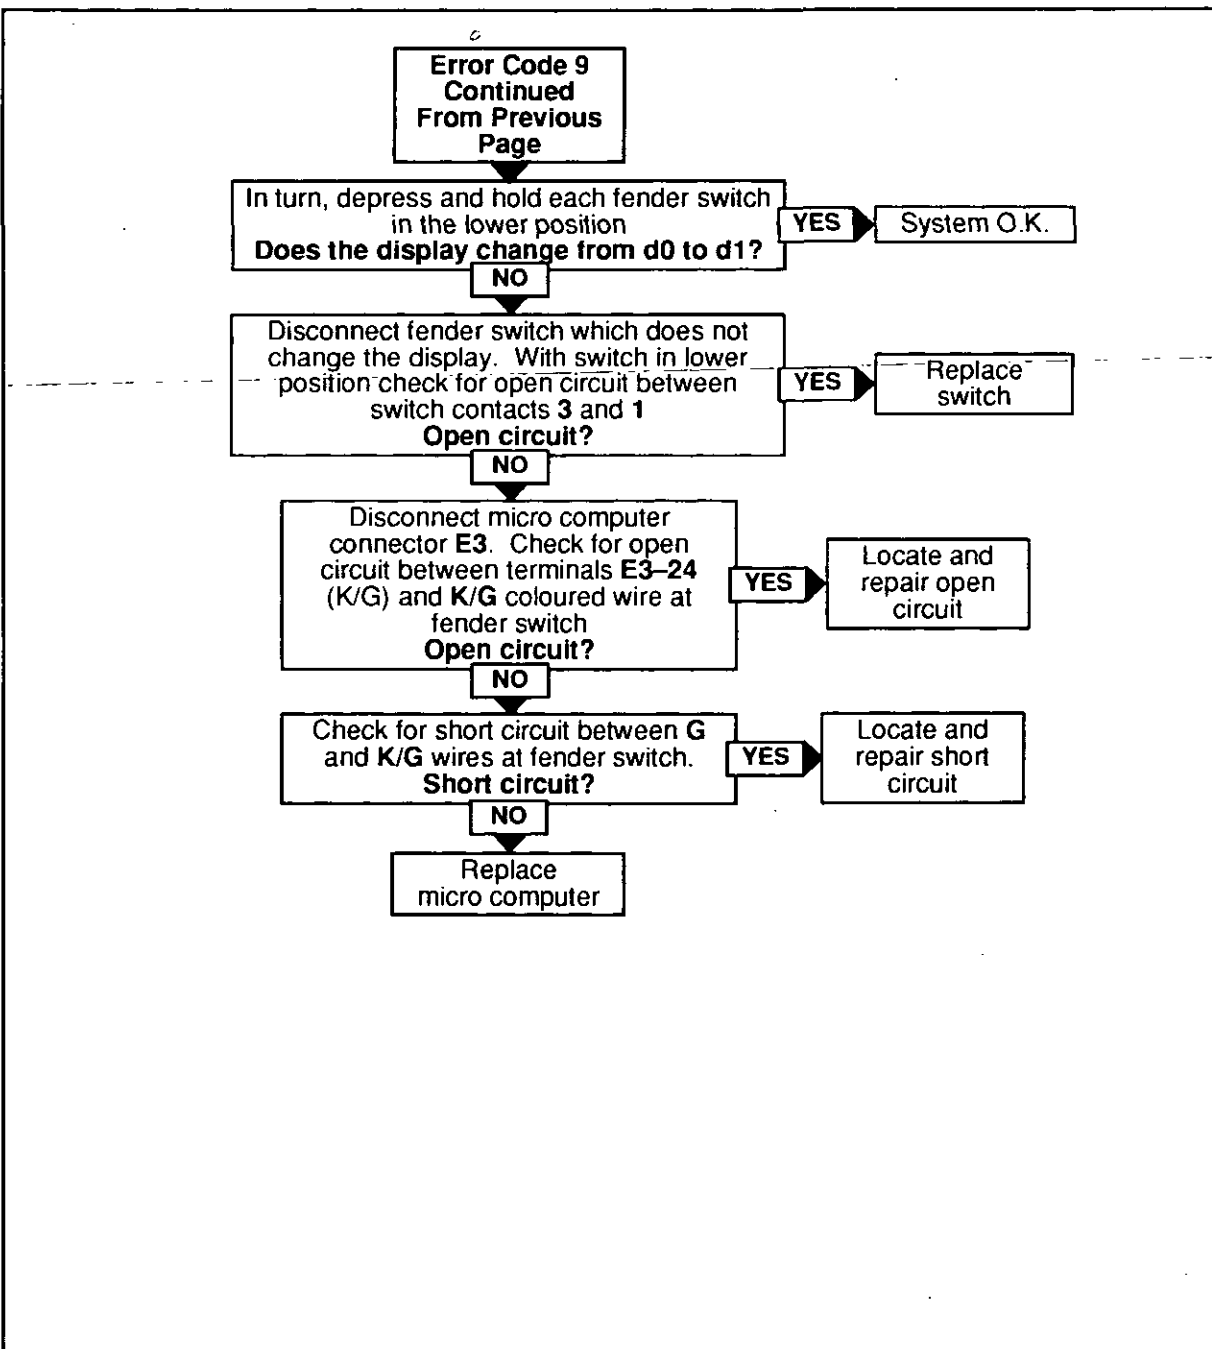 Error Code 9
Continued
From Previous
Page
In turn, depress and hold each fender switch
in the lower position
Does the display change from d0 to d1?
YES
System O.K.
NO
Disconnect fender switch which does not
change the display. With switch in lower
position check for open circuit between
switch contacts 3 and 1
Open circuit?
YES
Replace
switch
NO
Disconnect micro computer
connector E3. Check for open
circuit between terminals E3–24
(K/G) and K/G coloured wire at
fender switch
Open circuit?
YES
Locate and
repair open
circuit
NO
Check for short circuit between G
and K/G wires at fender switch.
Short circuit?
YES
Locate and
repair short
circuit
NO
Replace
micro computer